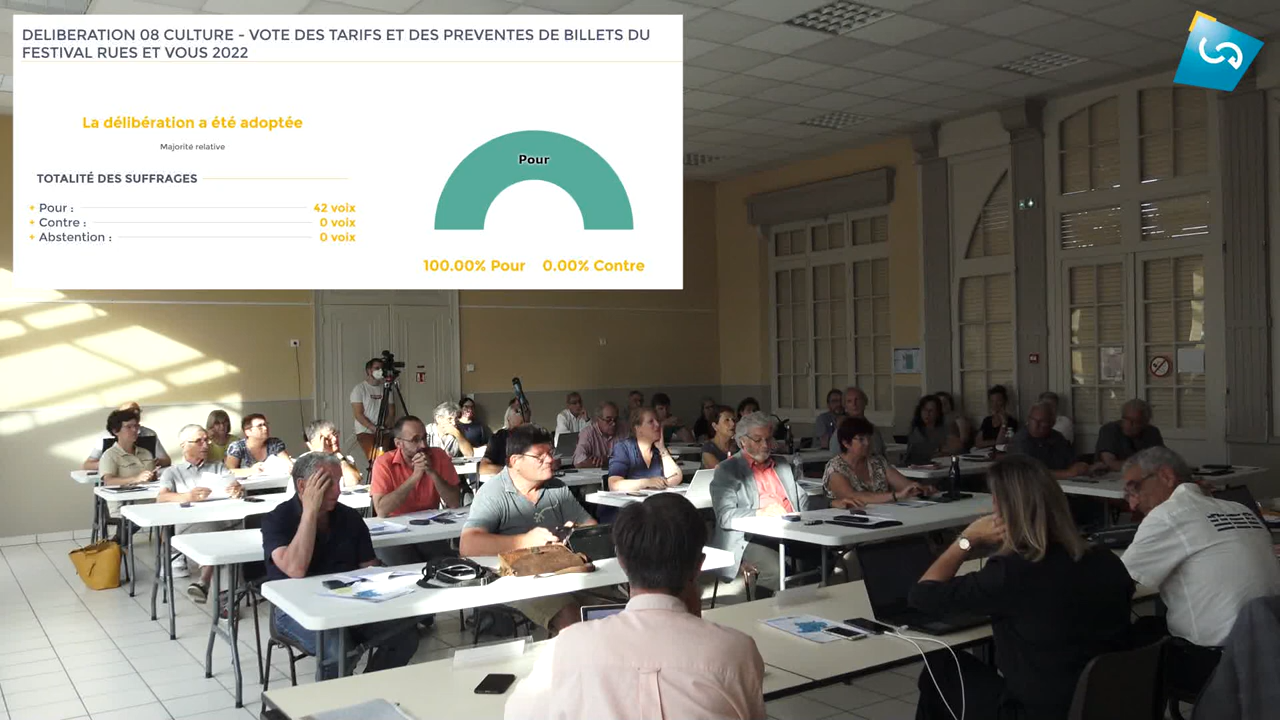 DELIBERATION 08 CULTURE - VOTE DES TARIFS ET DES PREVENTES DE BILLETS DU
FESTIVAL RUES ET VOUS 2022
La délibération a été adoptée
Majorité relative
TOTALITÉ DES SUFFRAGES
Pour : 42 voix
Contre : 0 voix
Abstention : 0 voix
Pour
100.00% Pour 0.00% Contre